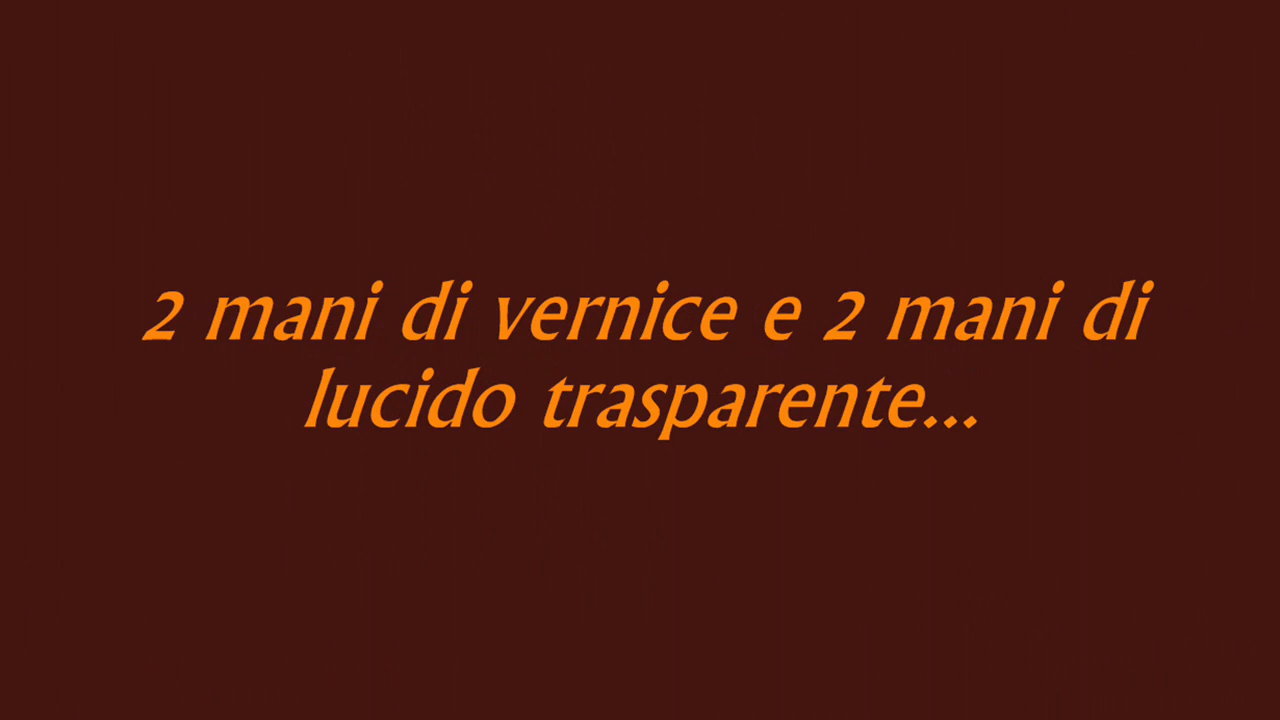 2 mani di vernice e 2 mani di
lucido trasparente...